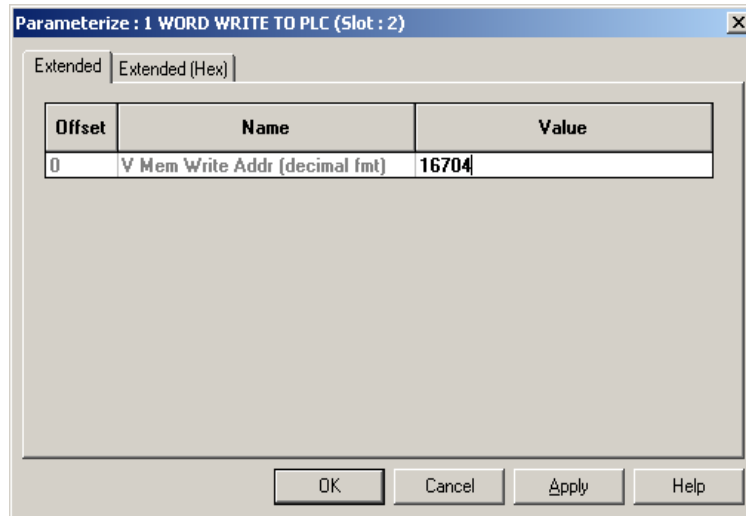 Parameterize : 1 WORD WRITE TO PLC (Slot : 2)
Extended Extended (Hex)
Offset Name Value
0 V Mem Write Addr (decimal fmt) 16704
OK Cancel Apply Help